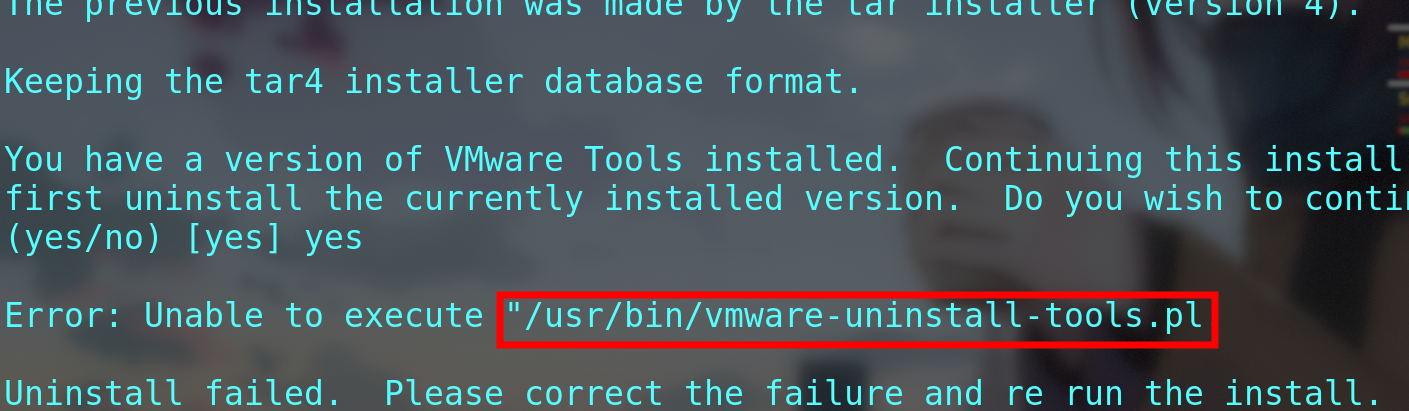 The previous installation was made by the tar installer (version 4).
Keeping the tar4 installer database format.
You have a version of VMware Tools installed.  Continuing this install
first uninstall the currently installed version.  Do you wish to contin
(yes/no) [yes] yes
Error: Unable to execute "/usr/bin/vmware-uninstall-tools.pl
Uninstall failed.  Please correct the failure and re run the install.